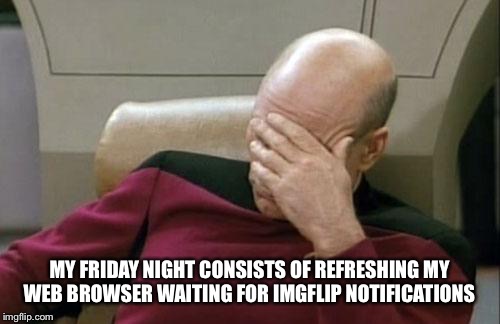 MY FRIDAY NIGHT CONSISTS OF REFRESHING MY
WEB BROWSER WAITING FOR IMGFLIP NOTIFICATIONS
imgflip.com